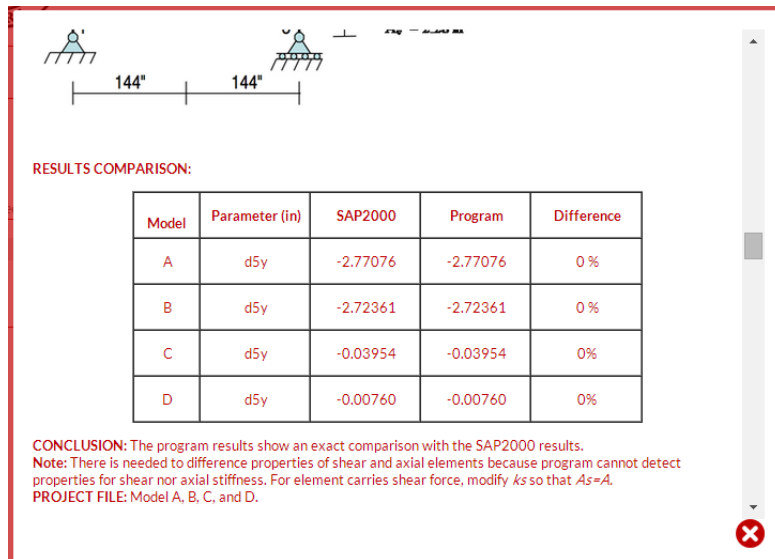 144" 144"
RESULTS COMPARISON:
Model Parameter (in) SAP2000 Program Difference
A d5y -2.77076 -2.77076 0 %
B d5y -2.72361 -2.72361 0 %
C d5y -0.03954 -0.03954 0%
D d5y -0.00760 -0.00760 0%
CONCLUSION: The program results show an exact comparison with the SAP2000 results.
Note: There is needed to difference properties of shear and axial elements because program cannot detect
properties for shear nor axial stiffness. For element carries shear force, modify ks so that As=A.
PROJECT FILE: Model A, B, C, and D.